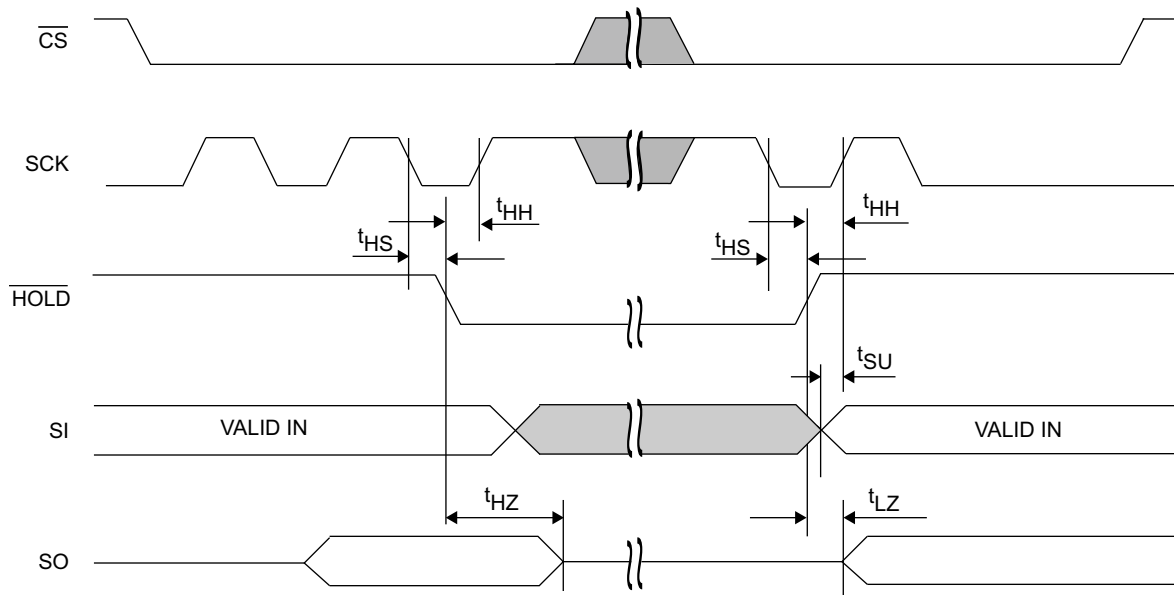 CS
SCK
tHH
tHH
tHS
tHS
HOLD
tSU
SI
VALID IN
VALID IN
tHZ
tLZ
SO